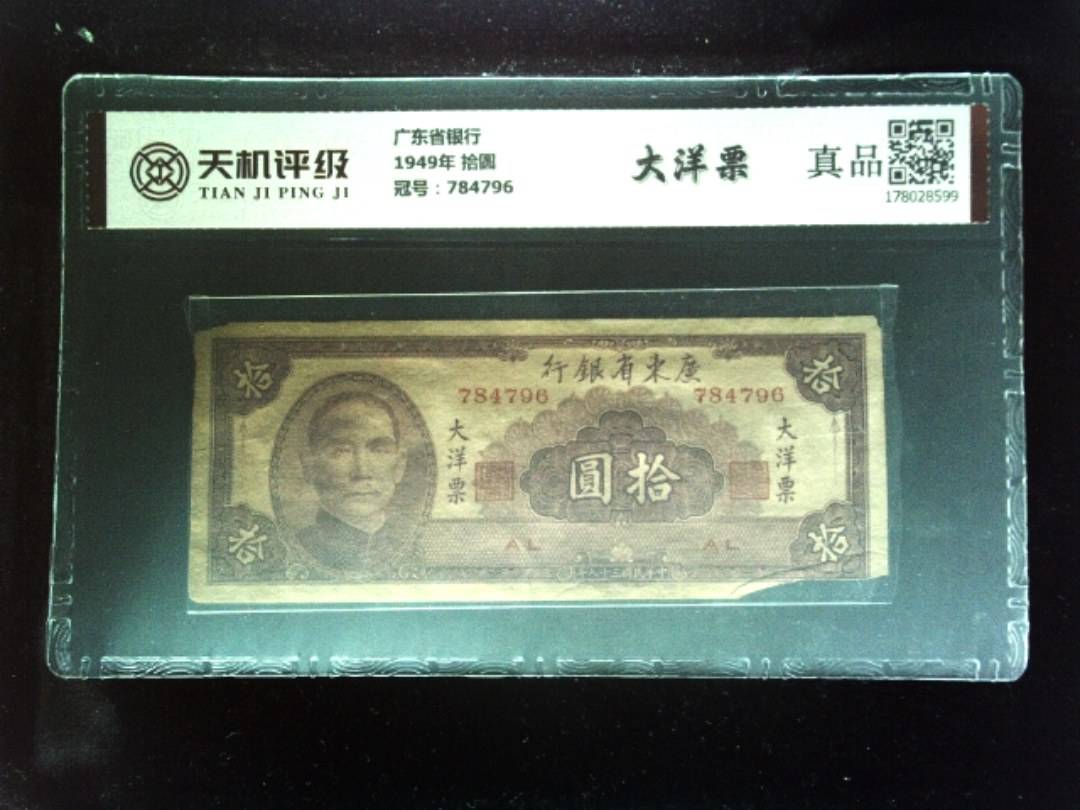 天机评级
TIAN JI PING JI
广东省银行
1949年 拾圆
冠号：784796
大洋票
真品
178028599
行銀省東廣
拾
拾
784796
784796
大洋票
大洋票
圓拾
拾
拾
AL
AL